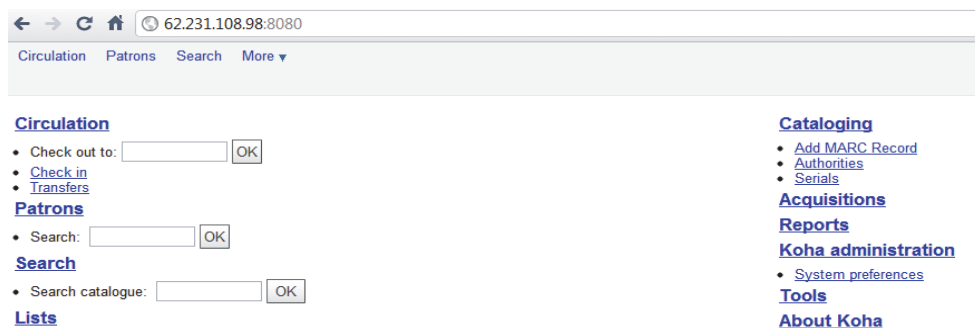 62.231.108.98:8080
Circulation Patrons Search More ▾
Circulation
• Check out to: OK
• Check in
• Transfers
Patrons
• Search: OK
Search
• Search catalogue: OK
Lists
Cataloging
• Add MARC Record
• Authorities
• Serials
Acquisitions
Reports
Koha administration
• System preferences
Tools
About Koha